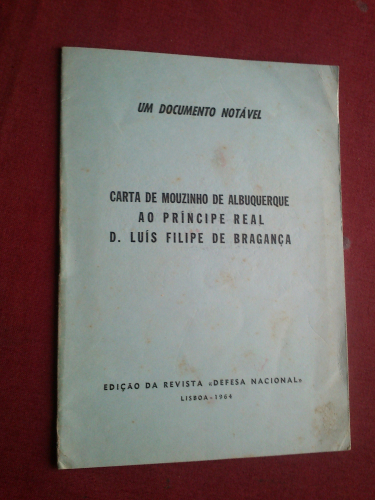 UM DOCUMENTO NOTÁVEL
CARTA DE MOUZINHO DE ALBUQUERQUE
AO PRÍNCIPE REAL
D. LUÍS FILIPE DE BRAGANÇA
EDIÇÃO DA REVISTA «DEFESA NACIONAL»
LISBOA - 1964